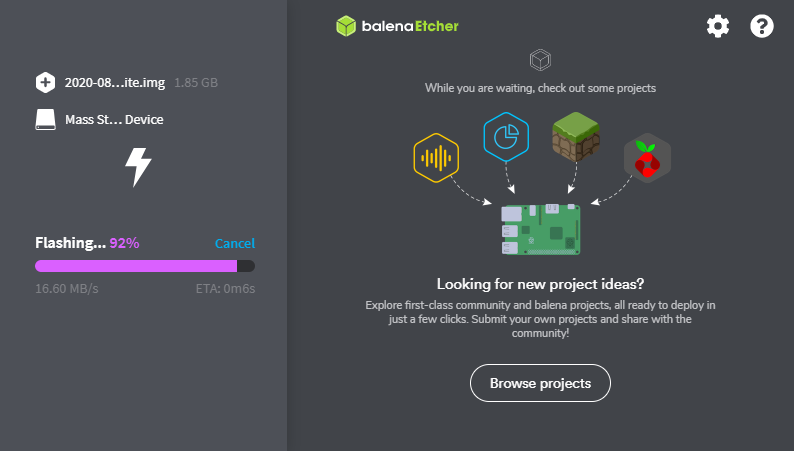 balenaEtcher
2020-08...ite.img 1.85 GB
Mass St... Device
Flashing... 92% Cancel
16.60 MB/s ETA: 0m6s
While you are waiting, check out some projects
Looking for new project ideas?
Explore first-class community and balena projects, all ready to deploy in
just a few clicks. Submit your own projects and share with the
community!
Browse projects